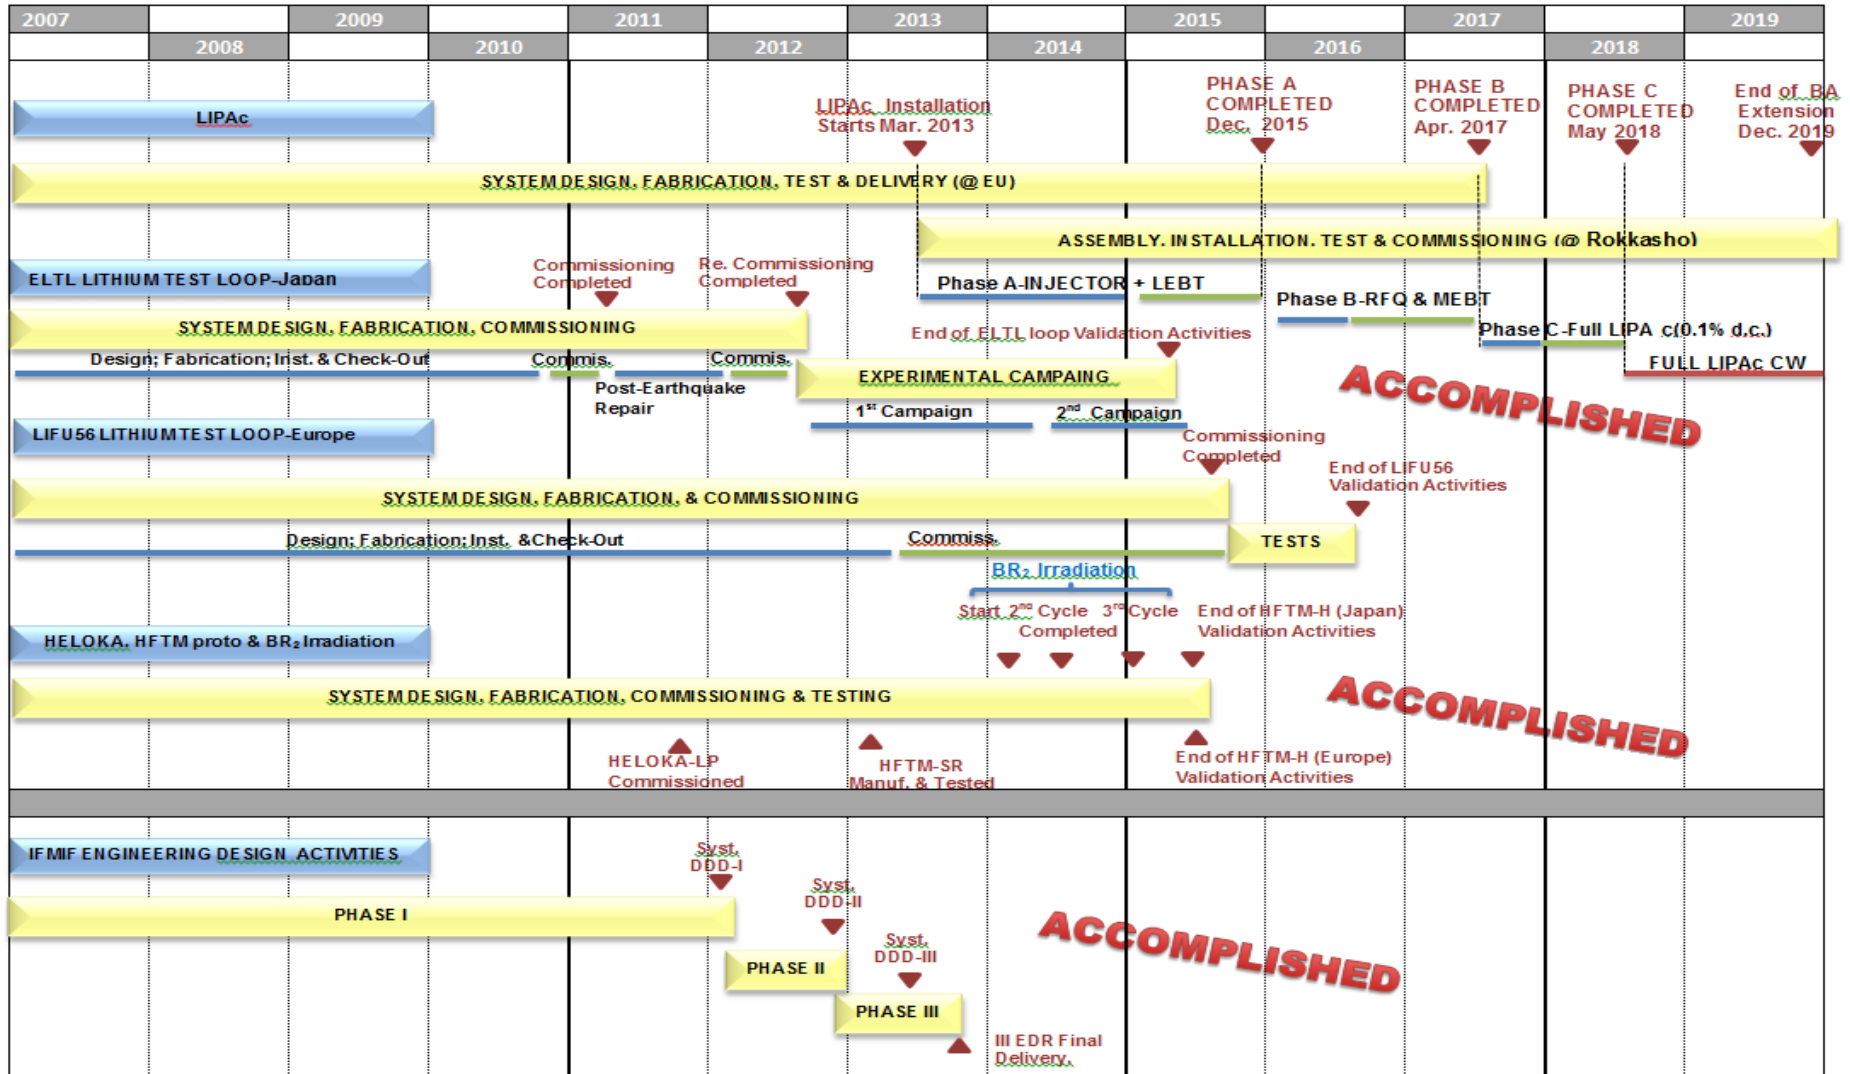 2007
2009
2011
2013
2015
2017
2019
2008
2010
2012
2014
2016
2018
LIPAc
LIPAc Installation
Starts Mar. 2013
PHASE A
COMPLETED
Dec. 2015
PHASE B
COMPLETED
Apr. 2017
PHASE C
COMPLETED
May 2018
End of BA
Extension
Dec. 2019
SYSTEM DESIGN, FABRICATION, TEST & DELIVERY (@ EU)
ASSEMBLY, INSTALLATION, TEST & COMMISSIONING (@ Rokkasho)
ELTL LITHIUM TEST LOOP-Japan
Commissioning
Completed
Re. Commissioning
Completed
Phase A-INJECTOR + LEBT
Phase B-RFQ & MEBT
Phase C-Full LIPA c(0.1% d.c.)
FULL LIPAc CW
SYSTEM DESIGN, FABRICATION, COMMISSIONING
End of ELTL loop Validation Activities
Design; Fabrication; Inst. & Check-Out
Commis.
Commis.
Post-Earthquake
Repair
EXPERIMENTAL CAMPAING
1st Campaign
2nd Campaign
ACCOMPLISHED
LIFU56 LITHIUM TEST LOOP-Europe
Commissioning
Completed
End of LIFU56
Validation Activities
SYSTEM DESIGN, FABRICATION, & COMMISSIONING
Design; Fabrication; Inst. &Check-Out
Commiss.
TESTS
BR₂ Irradiation
Start 2nd Cycle 3rd Cycle
Completed
End of HFTM-H (Japan)
Validation Activities
HELOKA, HFTM proto & BR₂ Irradiation
SYSTEM DESIGN, FABRICATION, COMMISSIONING & TESTING
ACCOMPLISHED
HELOKA-LP
Commissioned
HFTM-SR
Manuf. & Tested
End of HFTM-H (Europe)
Validation Activities
IFMIF ENGINEERING DESIGN ACTIVITIES
Syst.
DDD-I
Syst.
DDD-II
Syst.
DDD-III
PHASE I
PHASE II
PHASE III
ACCOMPLISHED
III EDR Final
Delivery.